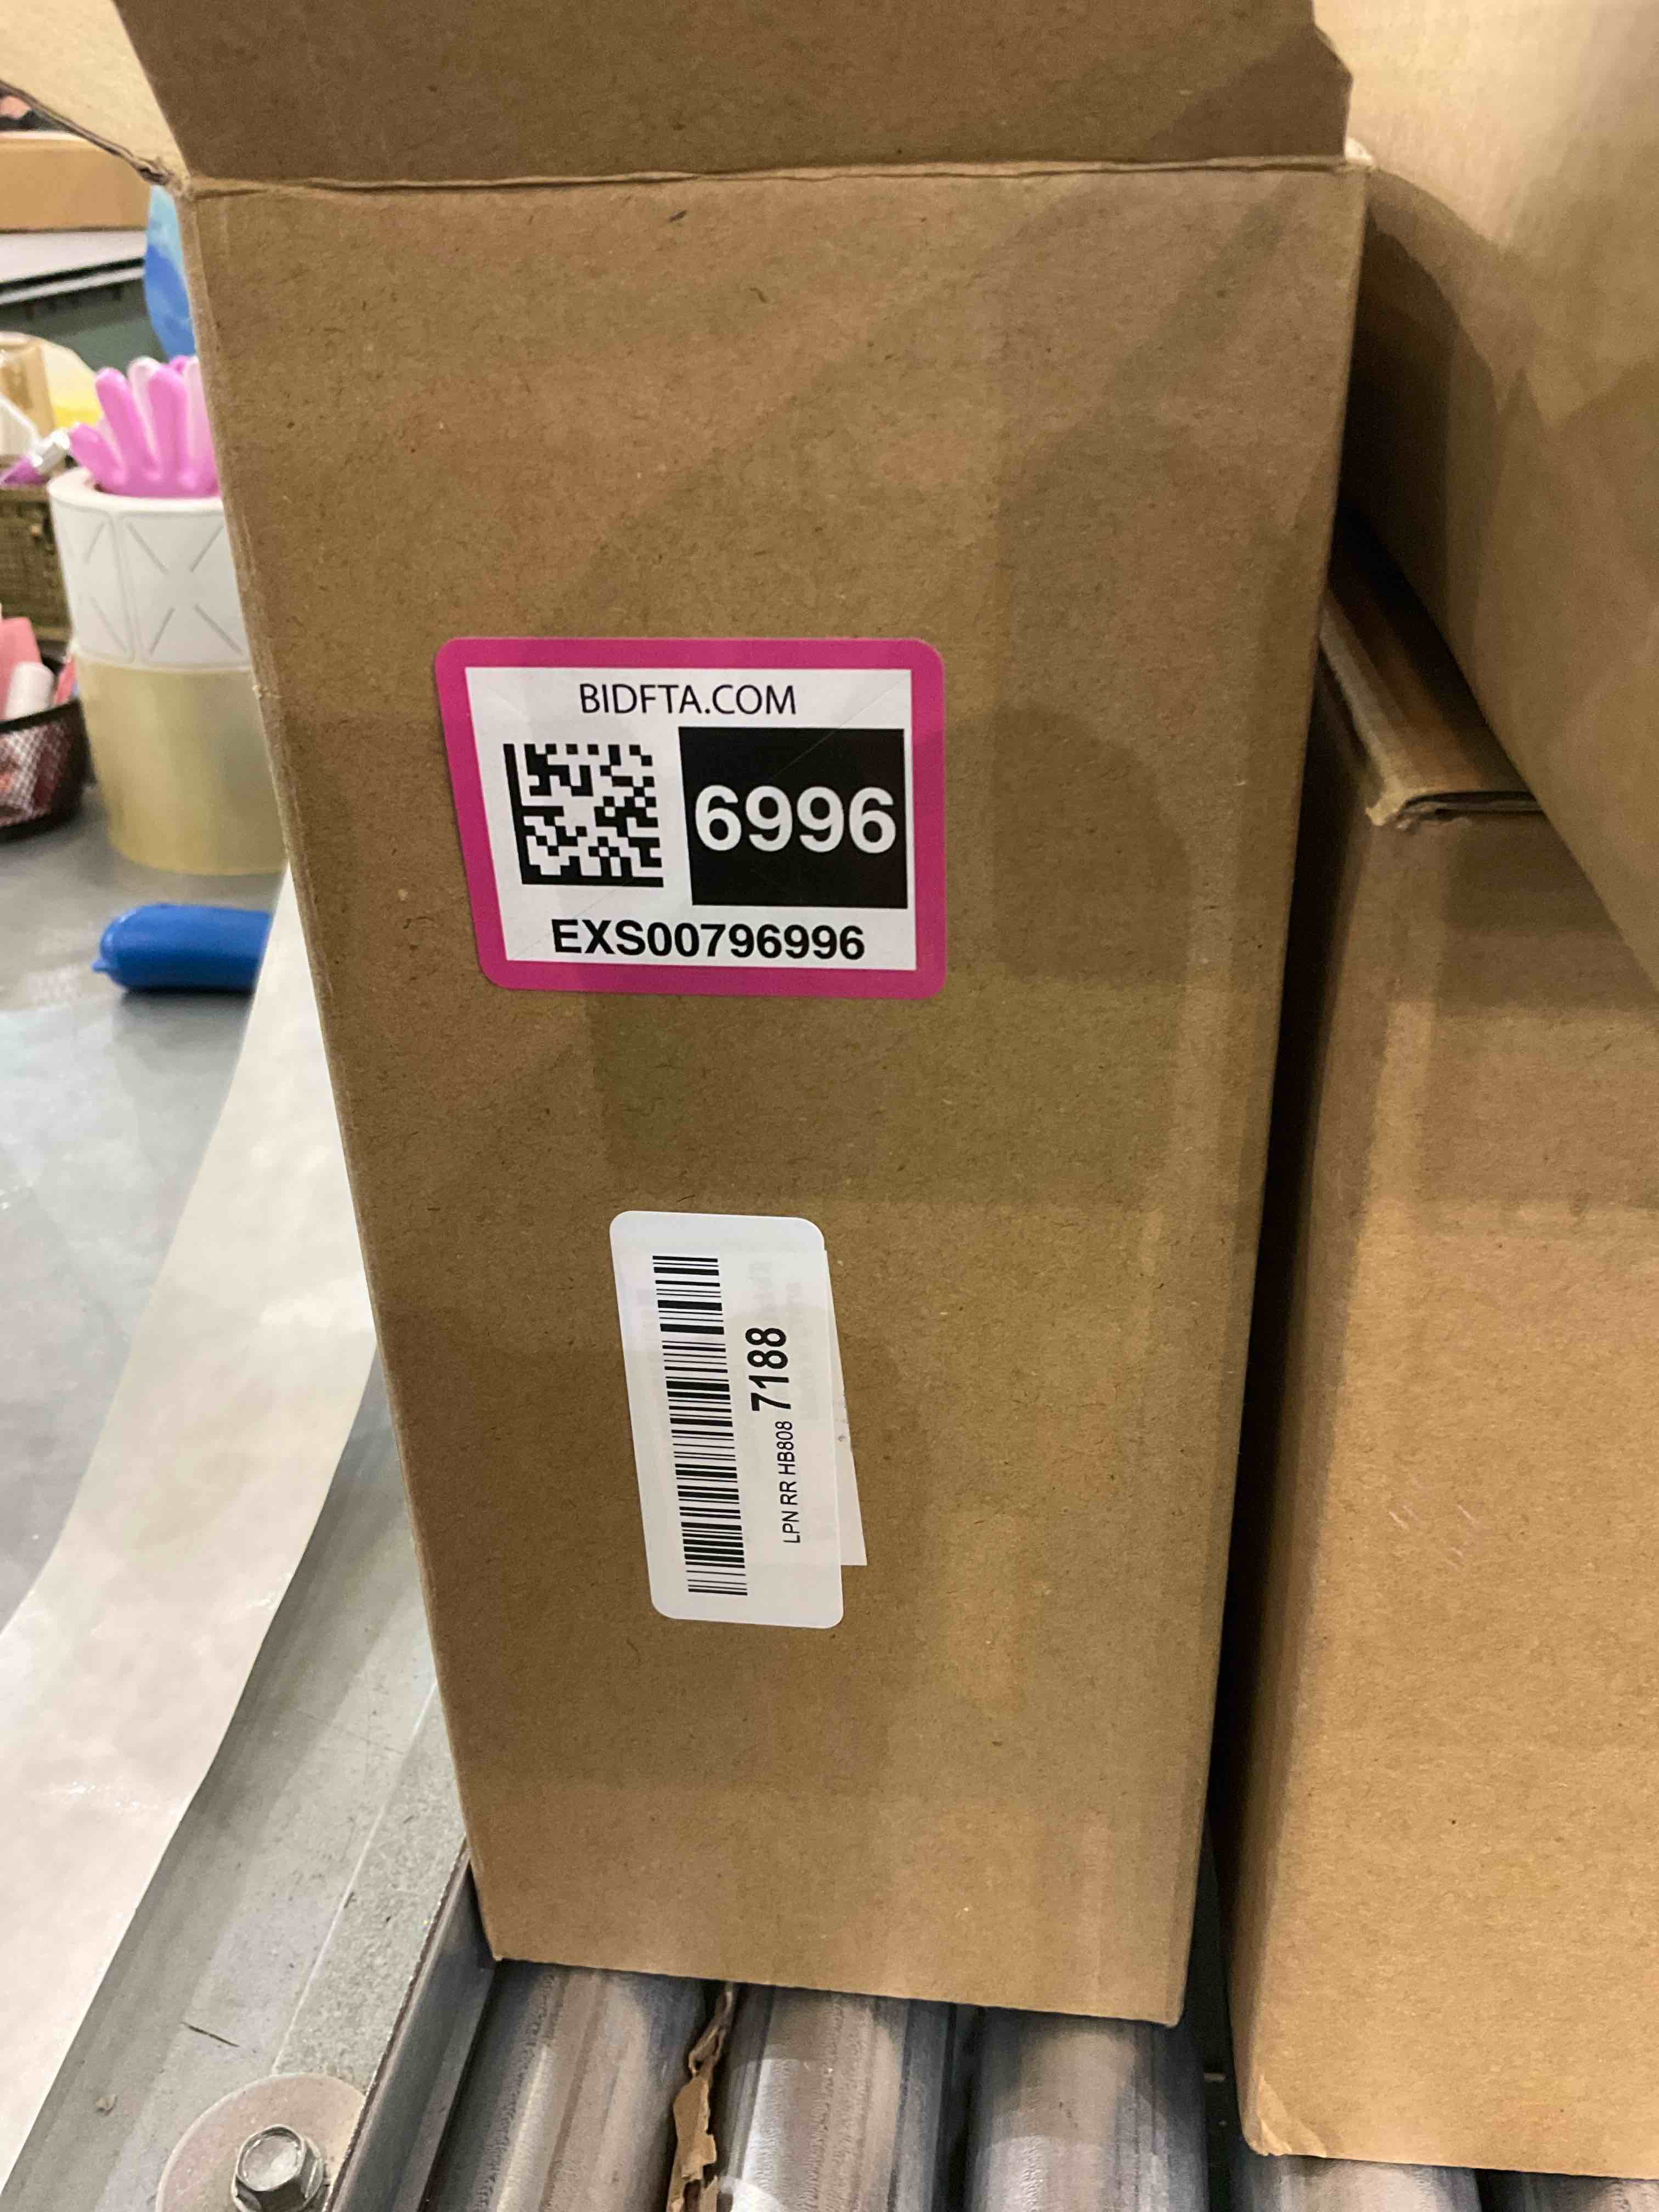 BIDFTA.COM
6996
EXS00796996
LPN RR HB808 7188